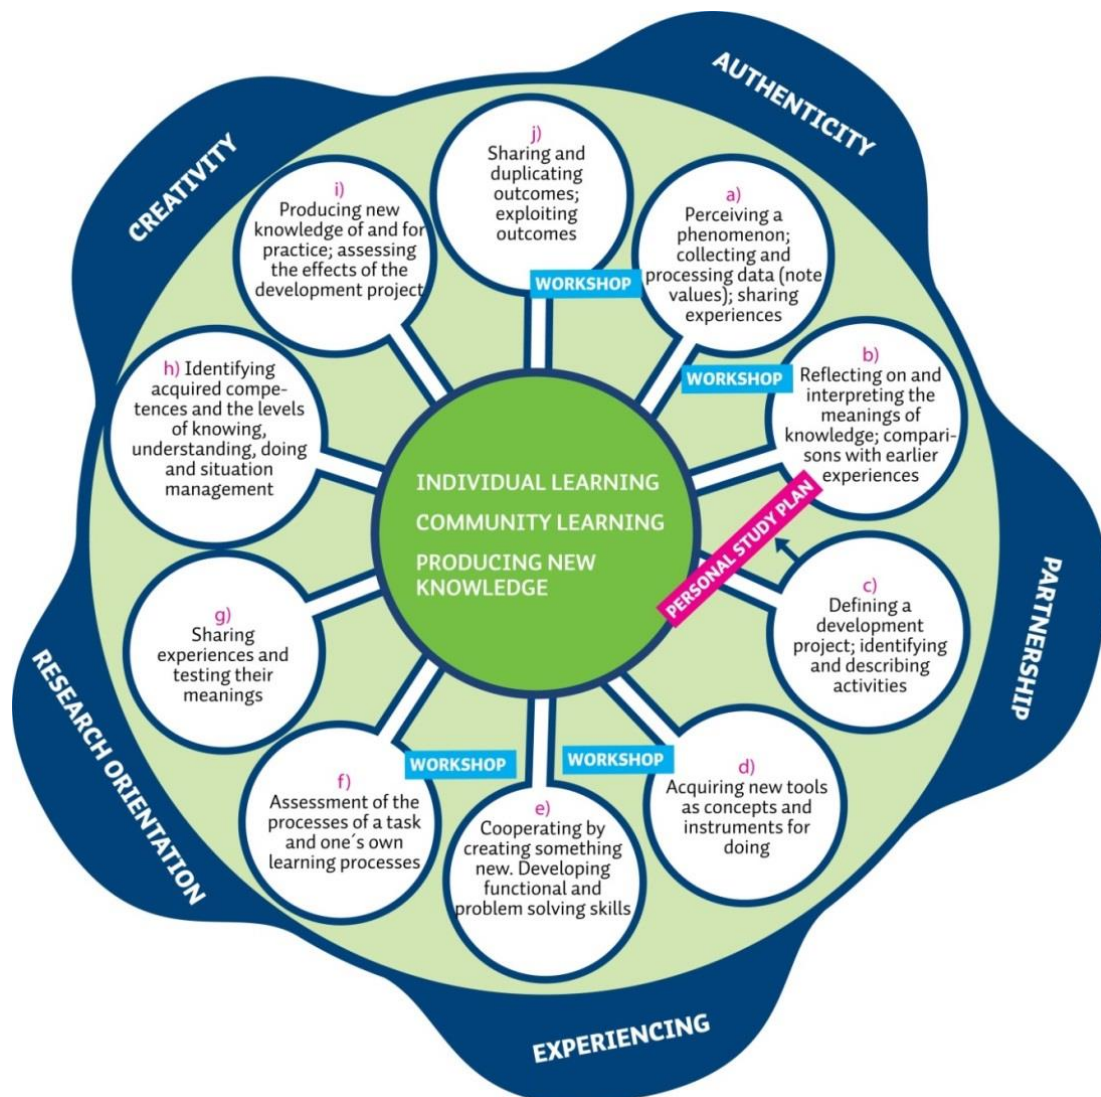 AUTHENTICITY
CREATIVITY
PARTNERSHIP
RESEARCH ORIENTATION
EXPERIENCING
j)
Sharing and
duplicating
outcomes;
exploiting
outcomes
WORKSHOP
a)
Perceiving a
phenomenon;
collecting and
processing data (note
values); sharing
experiences
WORKSHOP
b)
Reflecting on and
interpreting the
meanings of
knowledge; compari-
sons with earlier
experiences
PERSONAL STUDY PLAN
c)
Defining a
development
project; identifying
and describing
activities
d)
Acquiring new tools
as concepts and
instruments for
doing
WORKSHOP
e)
Cooperating by
creating something
new. Developing
functional and
problem solving skills
WORKSHOP
f)
Assessment of the
processes of a task
and one´s own
learning processes
g)
Sharing
experiences and
testing their
meanings
h) Identifying
acquired compe-
tences and the levels
of knowing,
understanding, doing
and situation
management
i)
Producing new
knowledge of and for
practice; assessing
the effects of the
development project
INDIVIDUAL LEARNING
COMMUNITY LEARNING
PRODUCING NEW
KNOWLEDGE